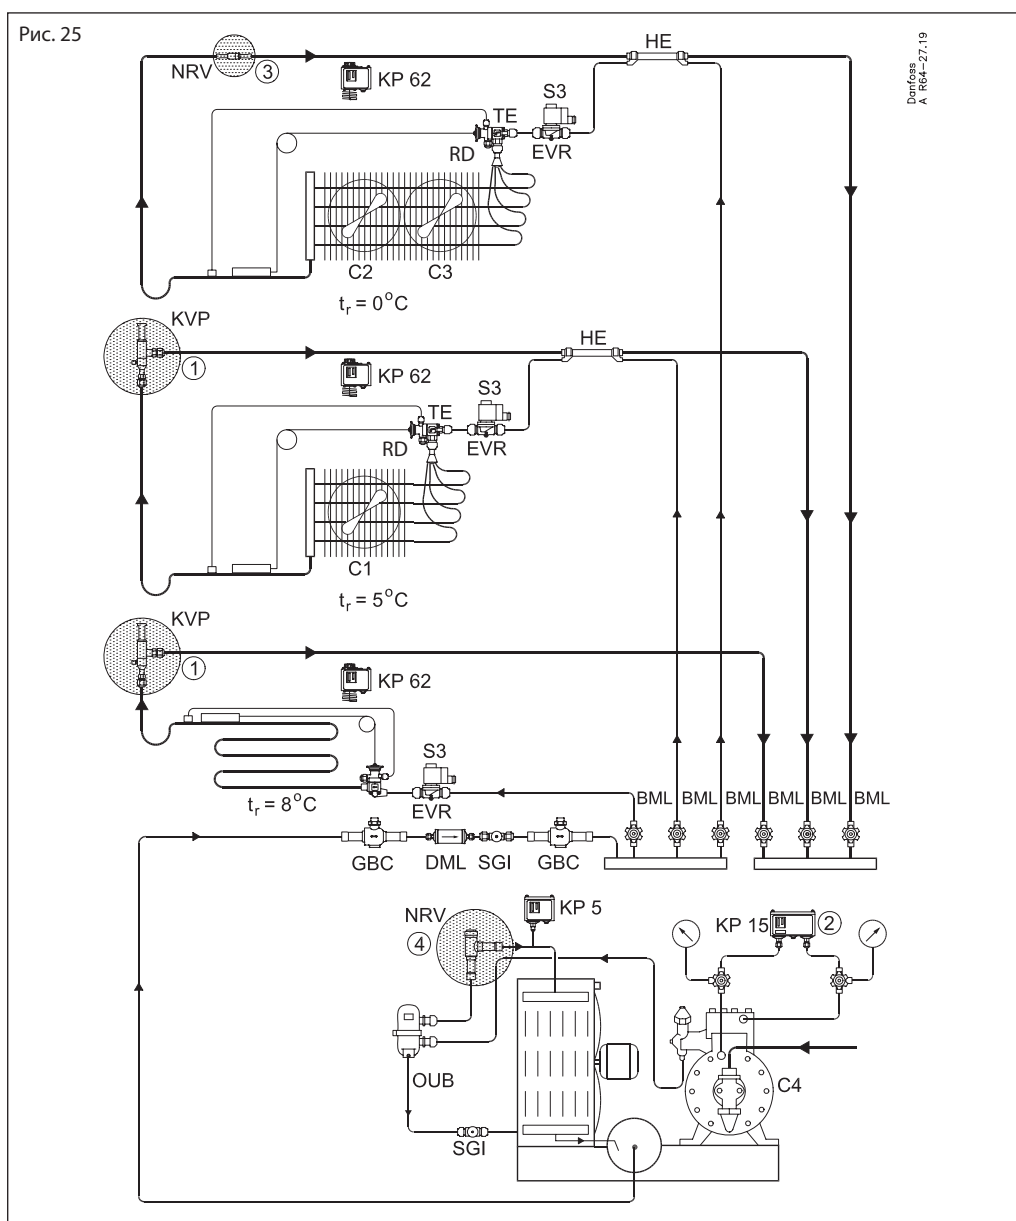 Рис. 25
Danfoss
A R64-27.19
HE
NRV
3
KP 62
S3
TE
RD
EVR
C2
C3
t_r = 0°C
KVP
1
HE
KP 62
S3
TE
RD
EVR
C1
t_r = 5°C
KVP
1
KP 62
S3
t_r = 8°C
EVR
BML
BML
BML
BML
BML
BML
GBC
DML
SGI
GBC
NRV
4
KP 5
KP 15
2
OUB
C4
SGI